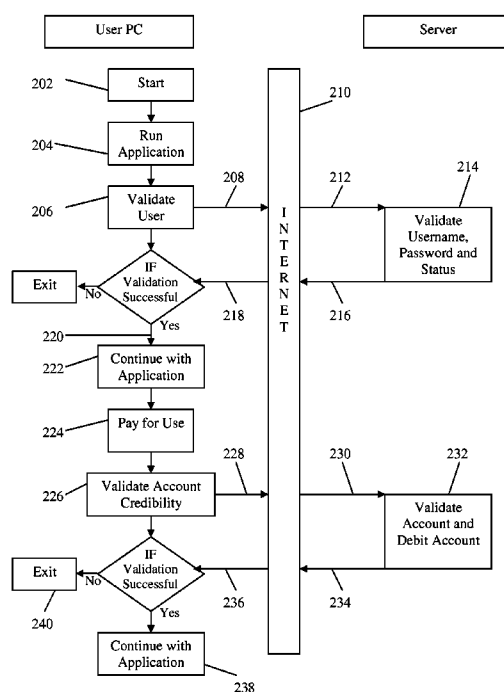 User PC
Server
202
Start
210
204
Run
Application
208
212
214
206
Validate
User
INTERNET
Validate
Username,
Password and
Status
Exit
No
IF
Validation
Successful
218
216
220
Yes
222
Continue with
Application
224
Pay for Use
228
230
232
226
Validate Account
Credibility
Validate
Account and
Debit Account
Exit
No
IF
Validation
Successful
236
234
240
Yes
Continue with
Application
238